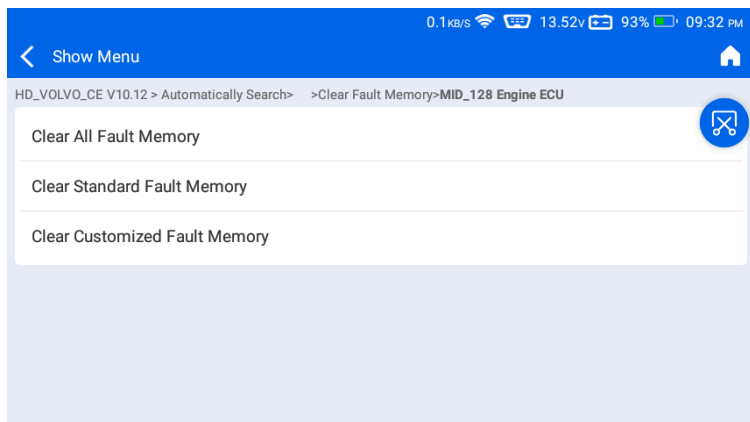 0.1KB/S 13.52V 93% 09:32 PM
Show Menu
HD_VOLVO_CE V10.12 > Automatically Search> >Clear Fault Memory>MID_128 Engine ECU
Clear All Fault Memory
Clear Standard Fault Memory
Clear Customized Fault Memory